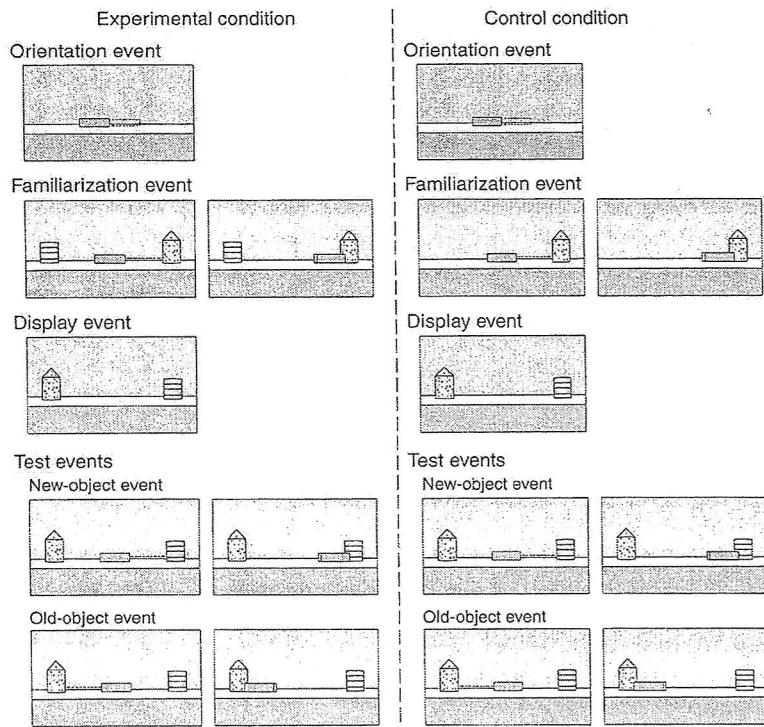 Experimental condition
Orientation event
Familiarization event
Display event
Test events
New-object event
Old-object event
Control condition
Orientation event
Familiarization event
Display event
Test events
New-object event
Old-object event